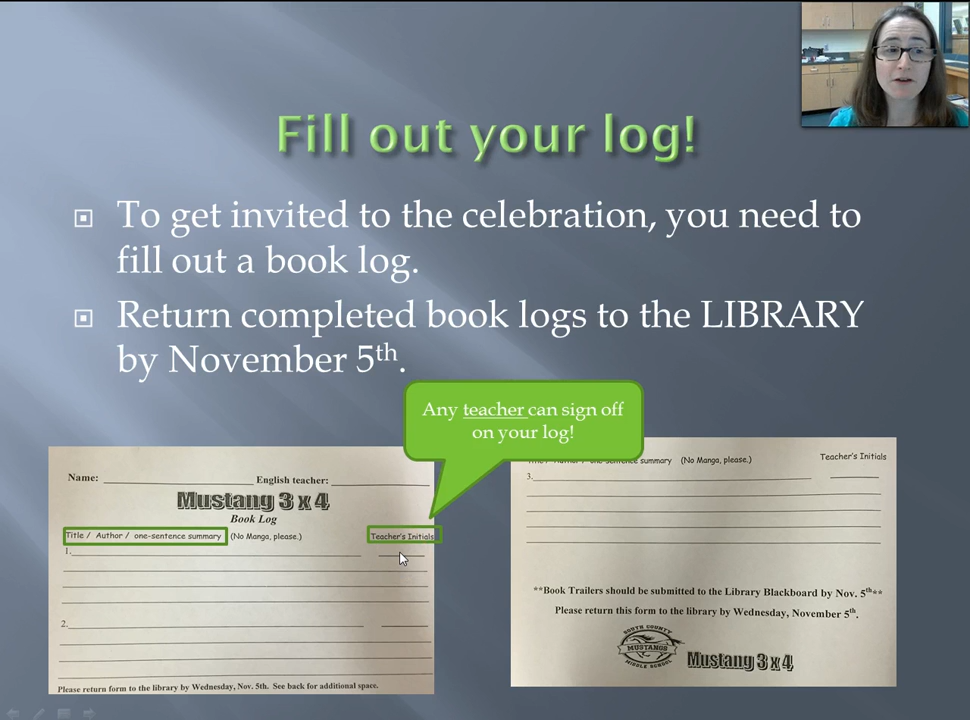 Fill out your log!
To get invited to the celebration, you need to
fill out a book log.
Return completed book logs to the LIBRARY
by November 5th.
Any teacher can sign off
on your log!
Name: English teacher:
Mustang 3 x 4
Book Log
Title / Author / one-sentence summary (No Manga, please.) Teacher's Initials
1.
2.
Please return form to the library by Wednesday, Nov. 5th. See back for additional space.
Title / Author / one-sentence summary (No Manga, please.) Teacher's Initials
3.
**Book Trailers should be submitted to the Library Blackboard by Nov. 5th**
Please return this form to the library by Wednesday, November 5th.
SOUTH COUNTY
MUSTANGS
MIDDLE SCHOOL
Mustang 3 x 4